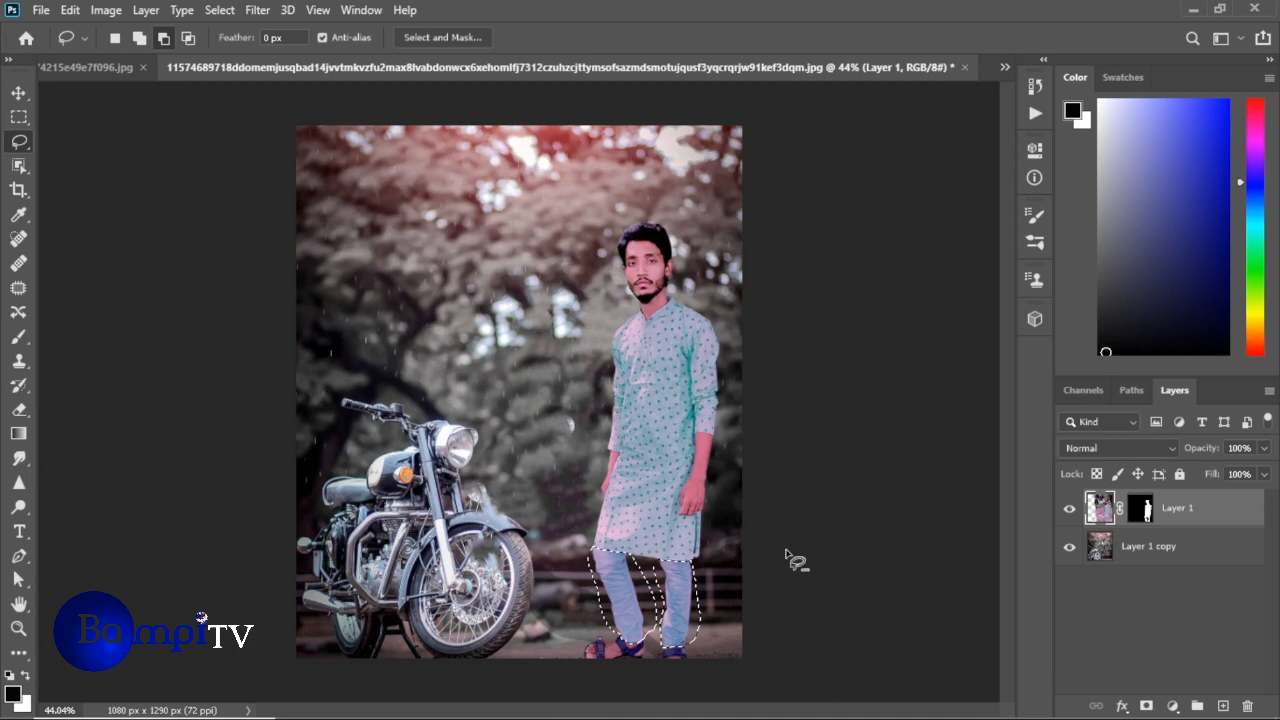 Ps File Edit Image Layer Type Select Filter 3D View Window Help
Feather: 0 px Anti-alias Select and Mask...
'4215e49e7f096.jpg × 11574689718ddomemjusqbad14jvvtmkvzfu2max8lvabdonwcx6xehomlfj7312czuhzcjttymsofsazmdsmotujqusf3yqcrqrjw91kef3dqm.jpg @ 44% (Layer 1, RGB/8#) * ×
Color Swatches
Channels Paths Layers
Kind
Normal Opacity: 100%
Lock: Fill: 100%
Layer 1
Layer 1 copy
BampiTV
44.04% 1080 px x 1290 px (72 ppi)
fx